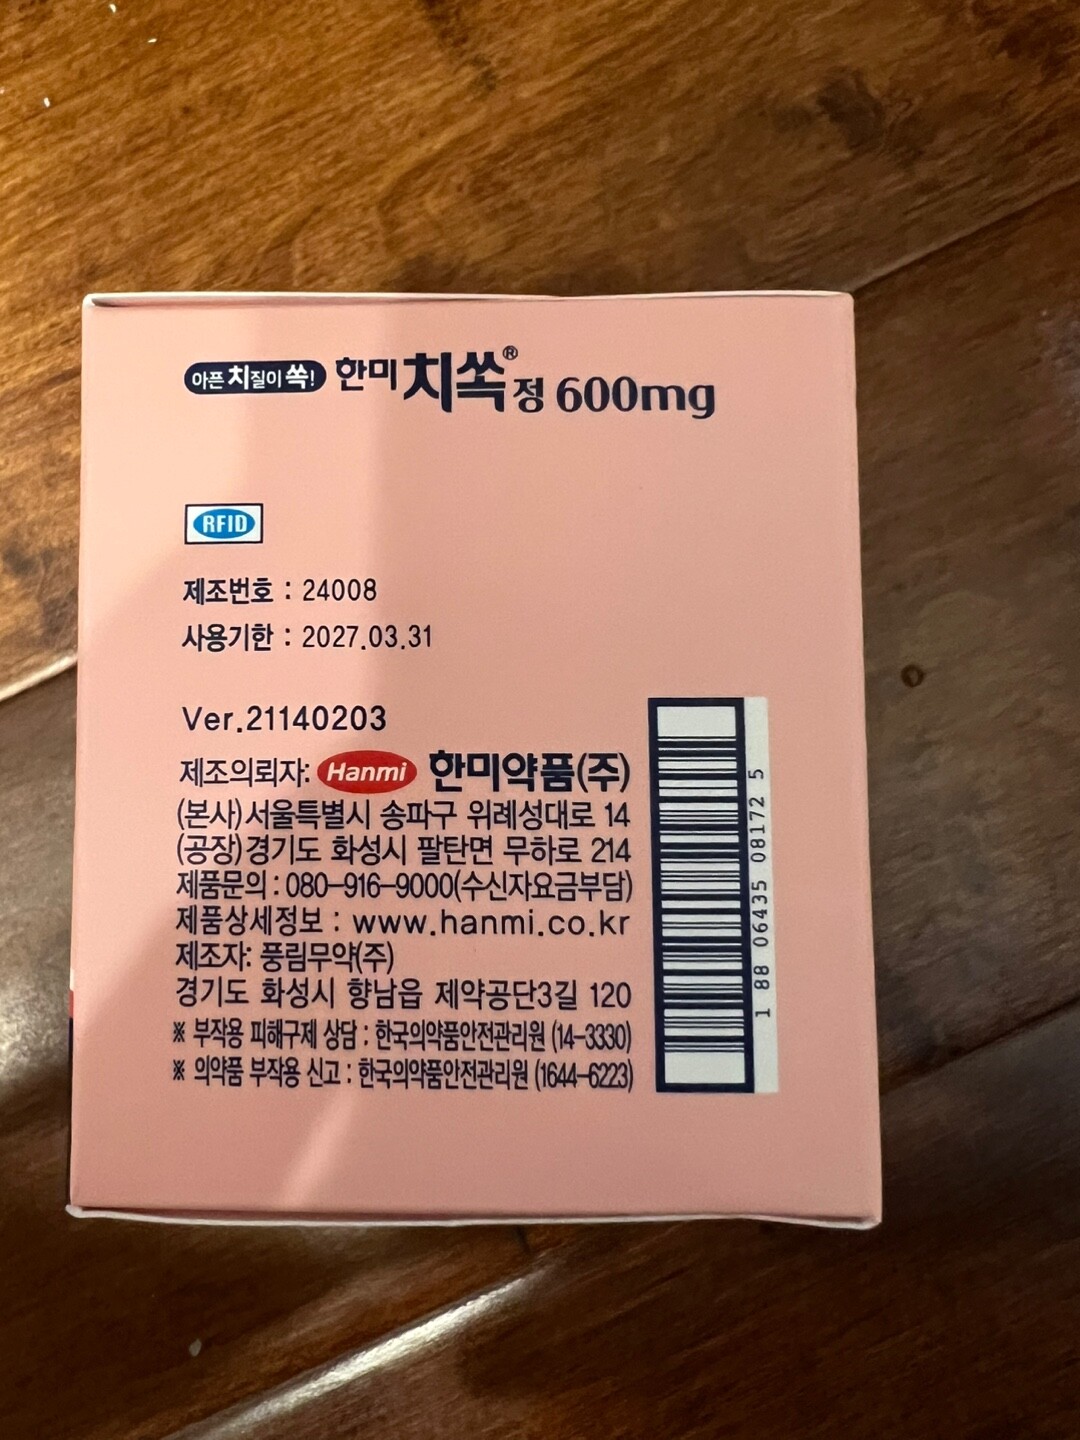 아픈 치질이 쏙! 한미 치쏙® 정 600mg
RFID
제조번호 : 24008
사용기한 : 2027.03.31
Ver.21140203
제조의뢰자: Hanmi 한미약품(주)
(본사)서울특별시 송파구 위례성대로 14
(공장)경기도 화성시 팔탄면 무하로 214
제품문의 : 080-916-9000(수신자요금부담)
제품상세정보 : www.hanmi.co.kr
제조자: 풍림무약(주)
경기도 화성시 향남읍 제약공단3길 120
※ 부작용 피해구제 상담 : 한국의약품안전관리원 (14-3330)
※ 의약품 부작용 신고 : 한국의약품안전관리원 (1644-6223)
1 88 06435 08172 5